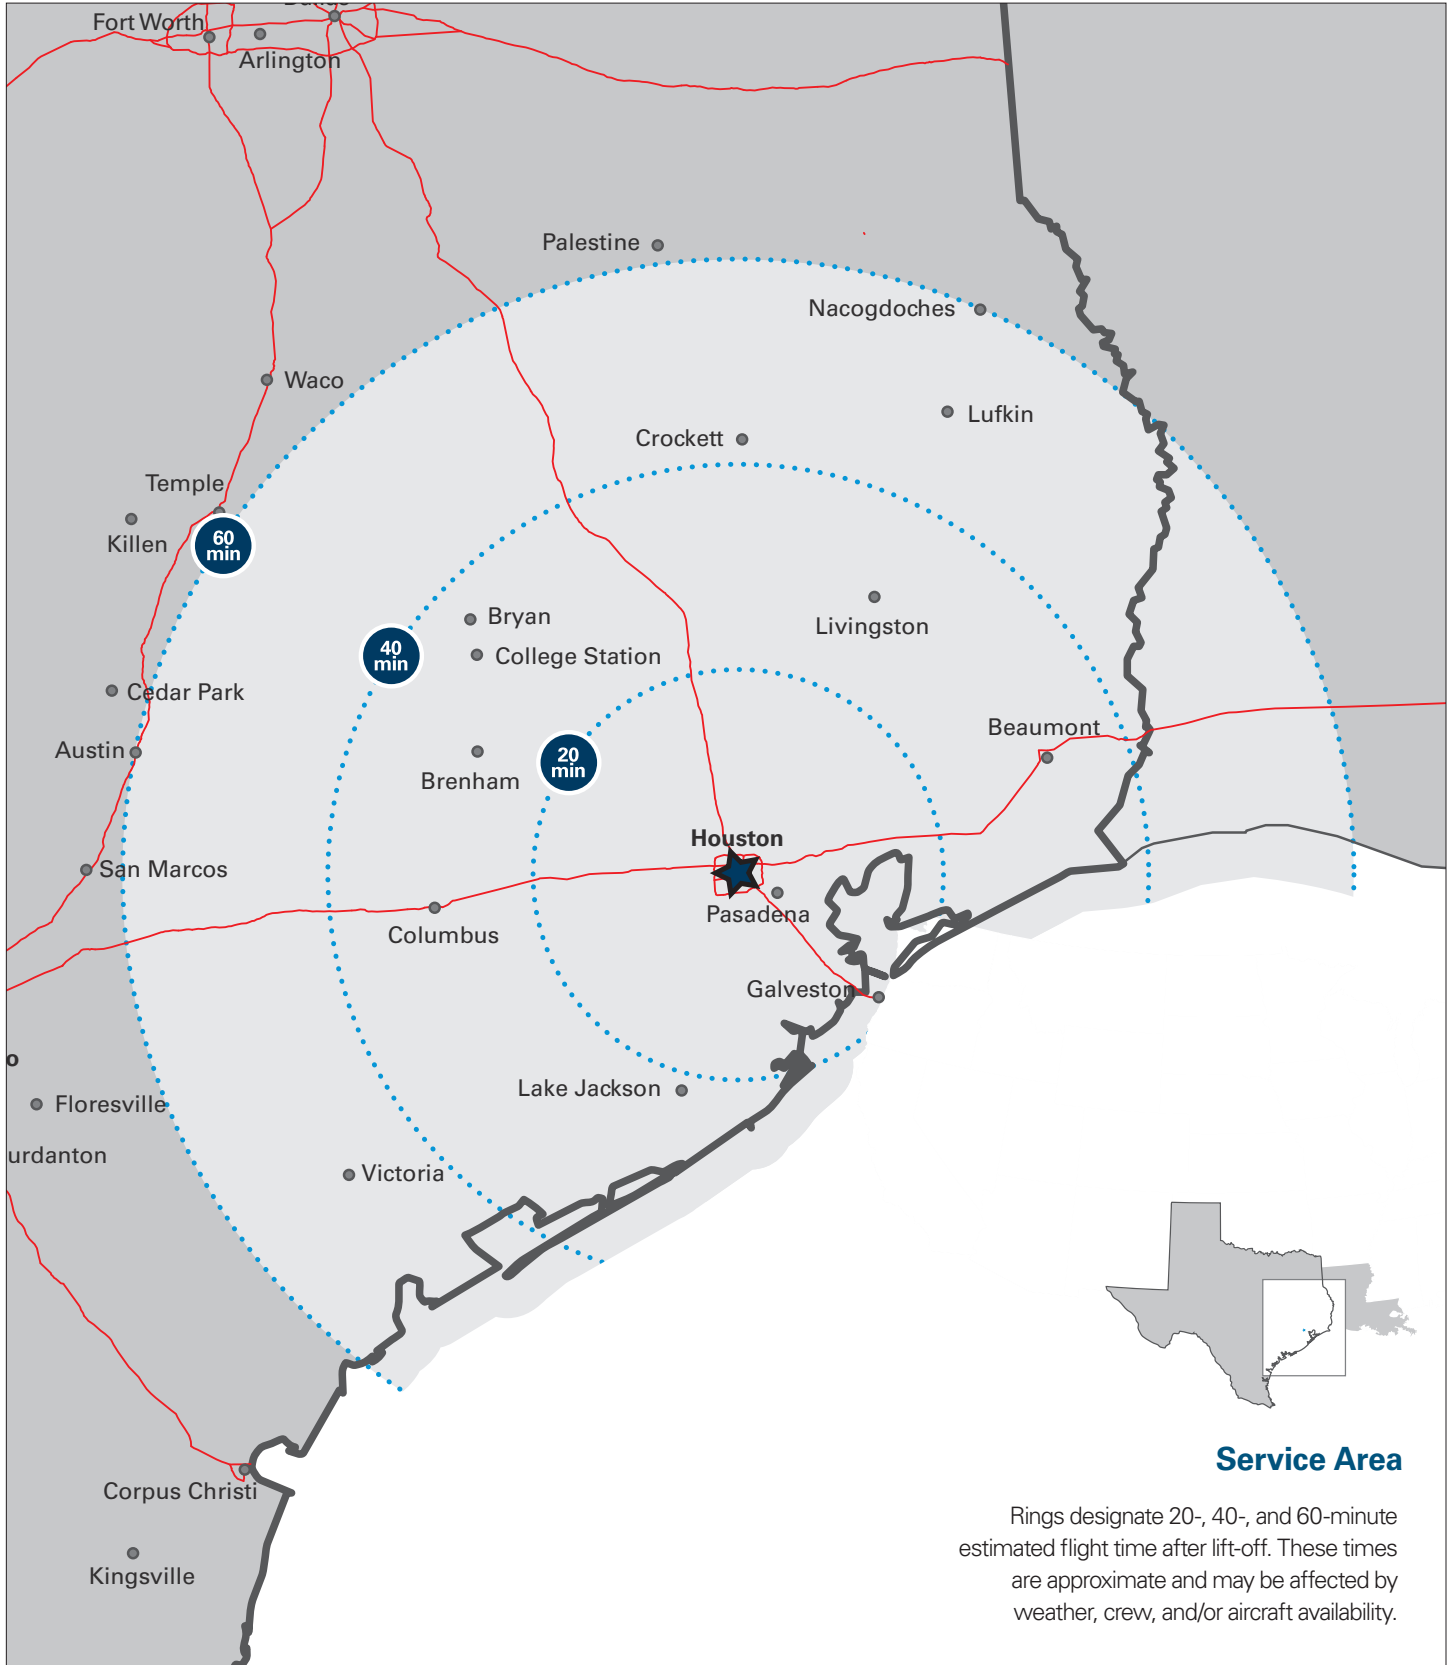 Fort Worth
Arlington
Palestine
Nacogdoches
Waco
Lufkin
Crockett
Temple
Killen
60
min
Bryan
Livingston
40
min
College Station
Cedar Park
Beaumont
Austin
20
min
Brenham
Houston
San Marcos
Pasadena
Columbus
Galveston
o
Lake Jackson
Floresville
urdanton
Victoria
Service Area
Corpus Christi
Rings designate 20-, 40-, and 60-minute
estimated flight time after lift-off. These times
are approximate and may be affected by
weather, crew, and/or aircraft availability.
Kingsville